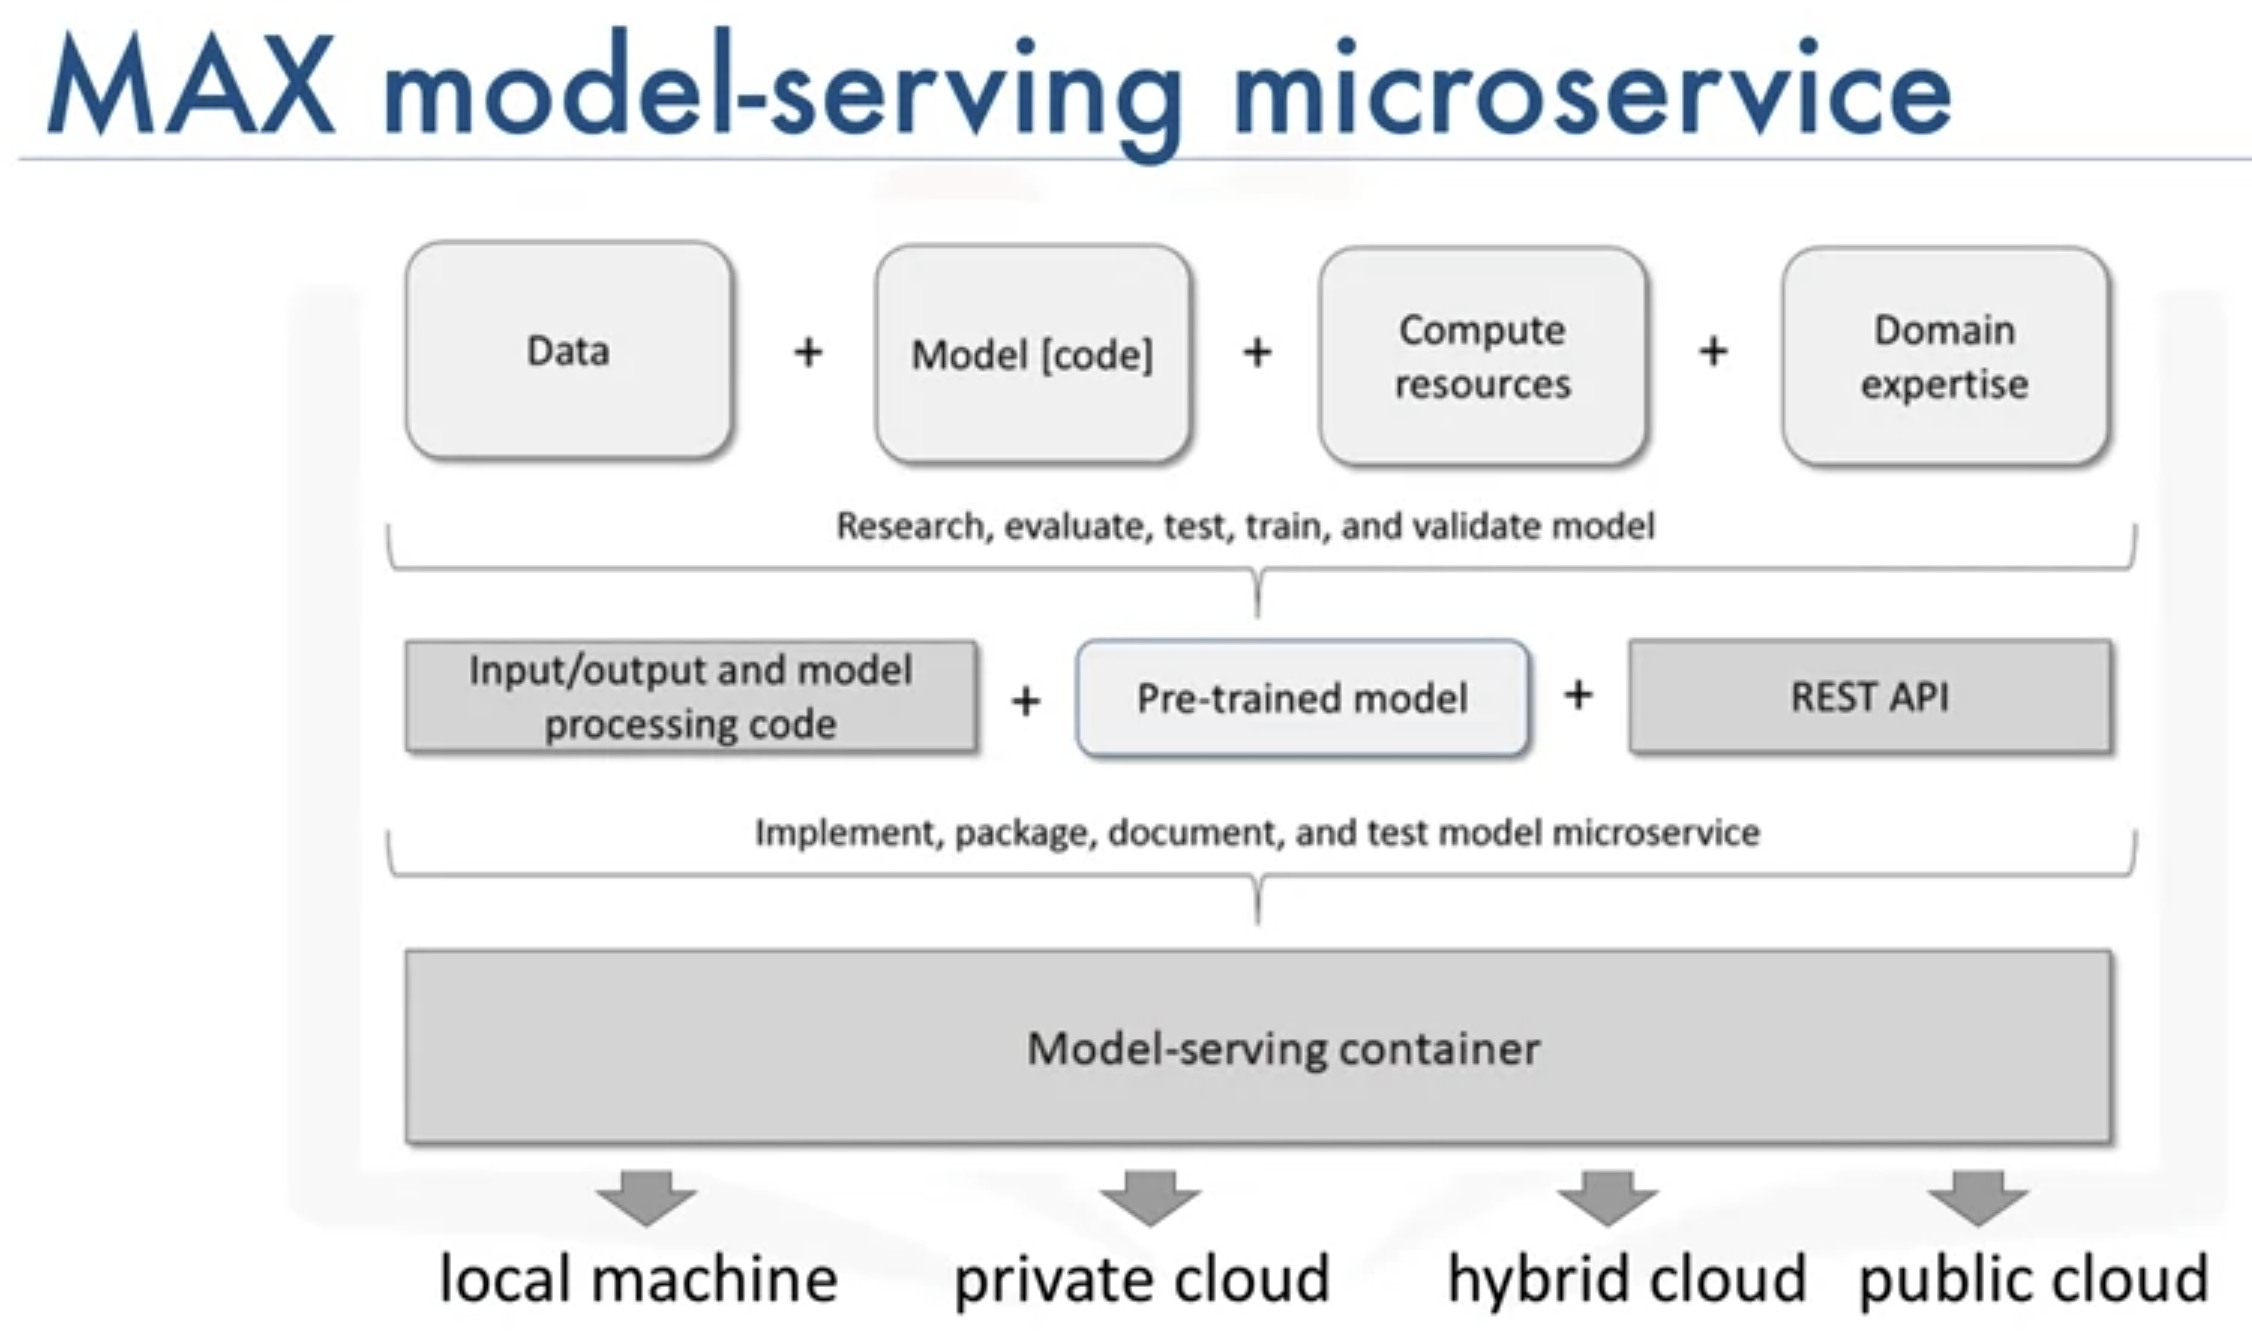 MAX model-serving microservice
Data + Model [code] + Compute resources + Domain expertise
Research, evaluate, test, train, and validate model
Input/output and model processing code + Pre-trained model + REST API
Implement, package, document, and test model microservice
Model-serving container
local machine private cloud hybrid cloud public cloud